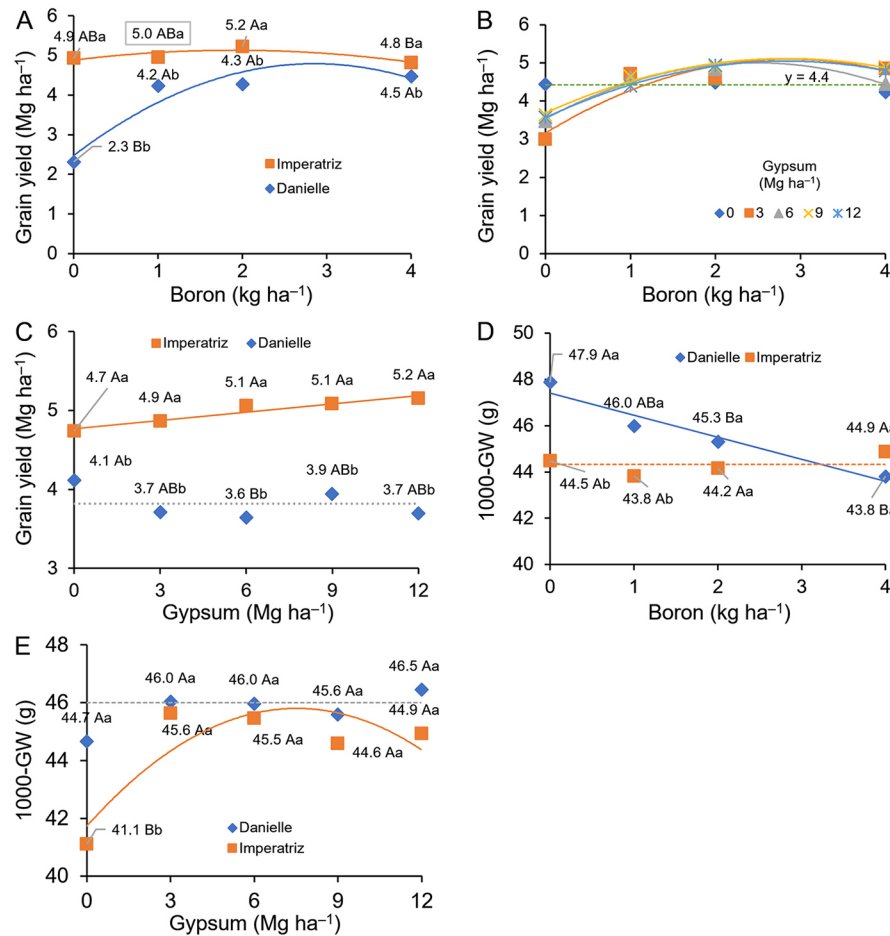 A
Grain yield (Mg ha⁻¹)
6
5
4
3
2
1
0
4.9 ABa
5.0 ABa
5.2 Aa
4.8 Ba
4.2 Ab
4.3 Ab
4.5 Ab
2.3 Bb
Imperatriz
Danielle
0 1 2 4
Boron (kg ha⁻¹)
B
Grain yield (Mg ha⁻¹)
6
5
4
3
2
1
0
y = 4.4
Gypsum
(Mg ha⁻¹)
0 3 6 9 12
0 1 2 3 4
Boron (kg ha⁻¹)
C
Grain yield (Mg ha⁻¹)
6
5
4
3
Imperatriz Danielle
4.7 Aa
4.9 Aa
5.1 Aa
5.1 Aa
5.2 Aa
4.1 Ab
3.7 ABb
3.6 Bb
3.9 ABb
3.7 ABb
0 3 6 9 12
Gypsum (Mg ha⁻¹)
D
1000-GW (g)
50
48
46
44
42
40
Danielle Imperatriz
47.9 Aa
46.0 ABa
45.3 Ba
44.9 Aa
44.5 Ab
43.8 Ab
44.2 Aa
43.8 Ba
0 1 2 4
Boron (kg ha⁻¹)
E
1000-GW (g)
48
46
44
42
40
44.7 Aa
46.0 Aa
46.0 Aa
45.6 Aa
46.5 Aa
45.6 Aa
45.5 Aa
44.6 Aa
44.9 Aa
41.1 Bb
Danielle
Imperatriz
0 3 6 9 12
Gypsum (Mg ha⁻¹)